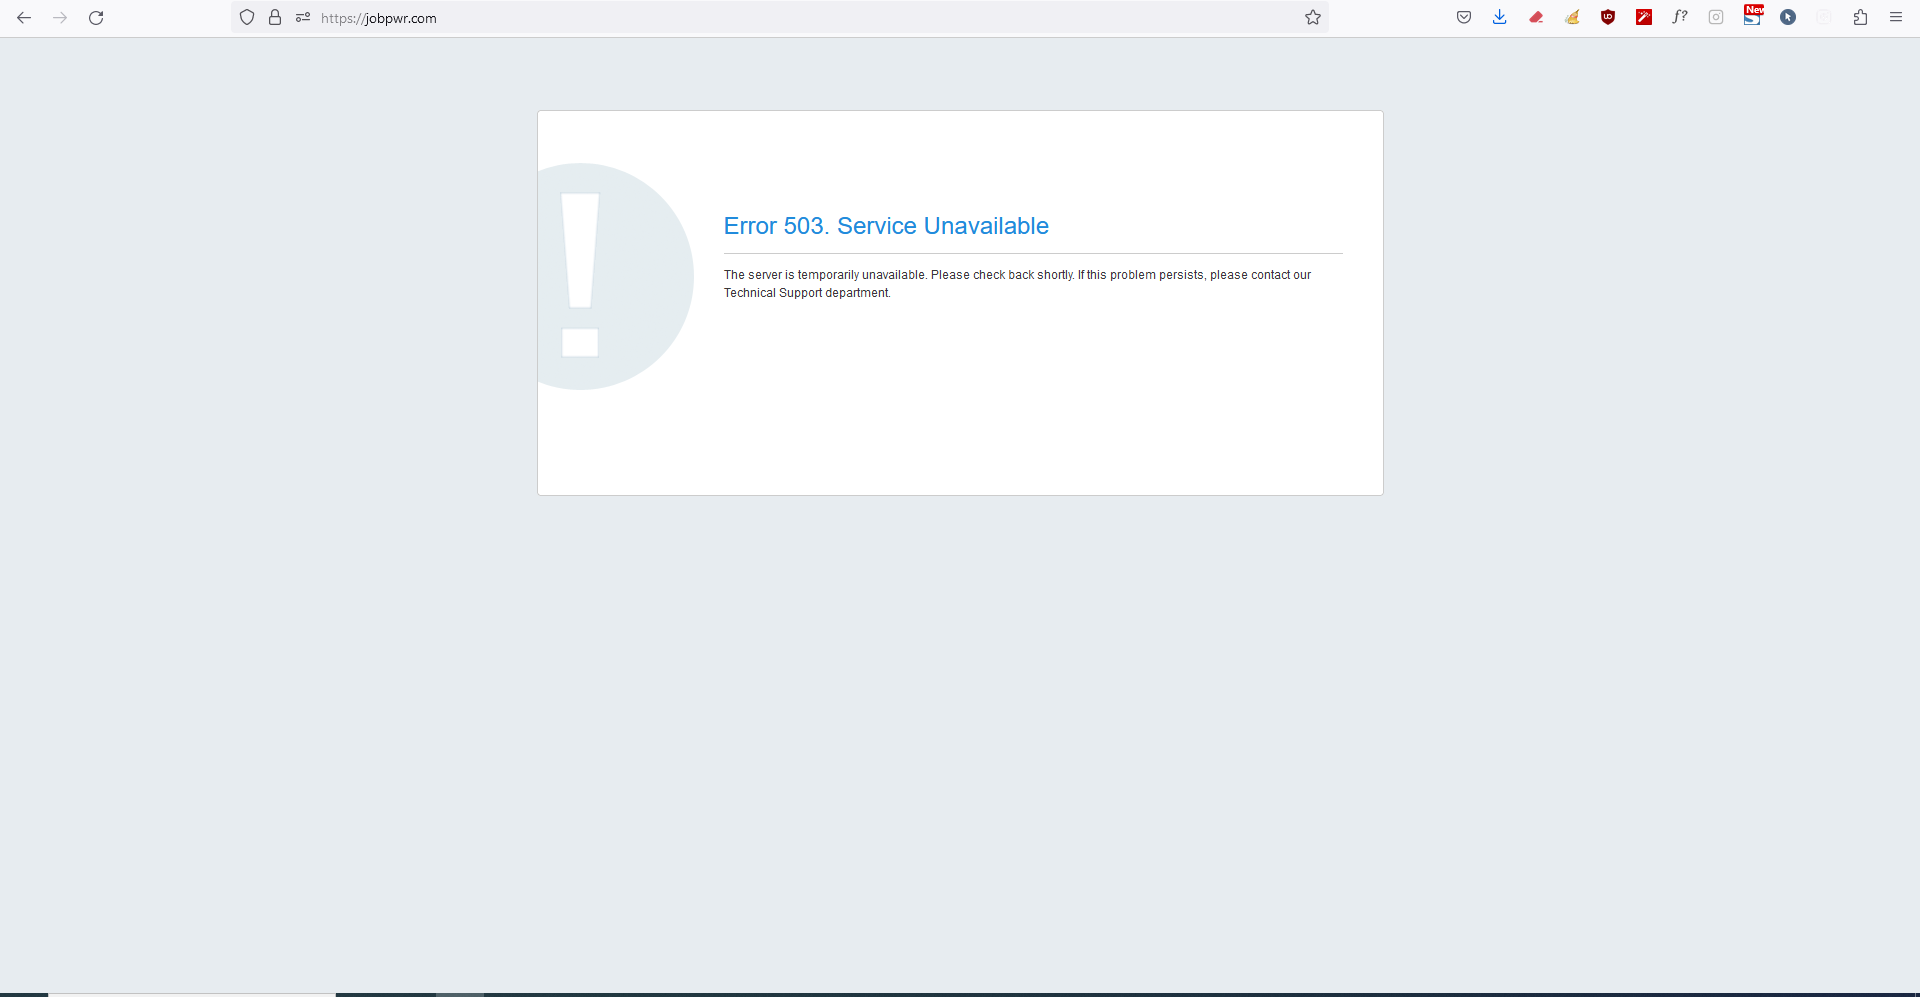 https://jobpwr.com
f?
New
Error 503. Service Unavailable
The server is temporarily unavailable. Please check back shortly. If this problem persists, please contact our
Technical Support department.